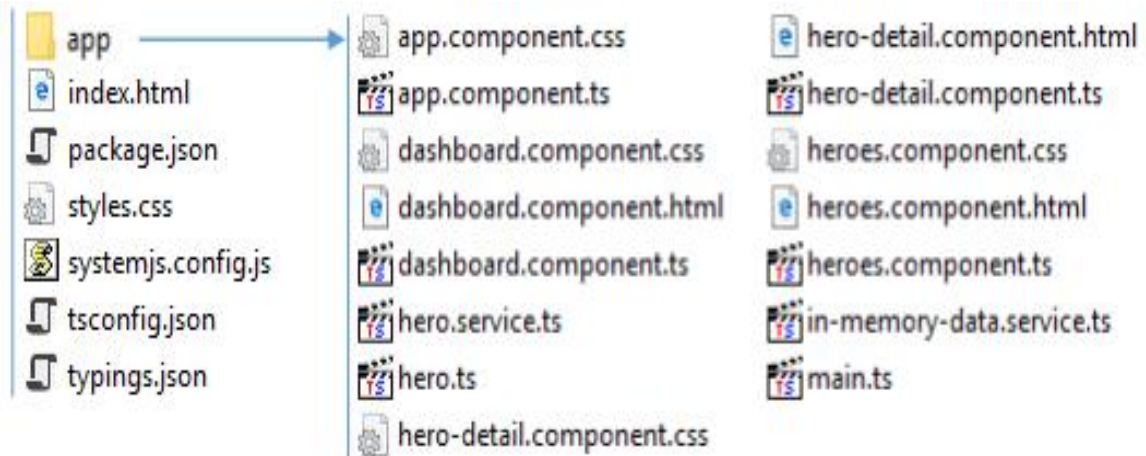 app
index.html
package.json
styles.css
systemjs.config.js
tsconfig.json
typings.json
app.component.css
app.component.ts
dashboard.component.css
dashboard.component.html
dashboard.component.ts
hero.service.ts
hero.ts
hero-detail.component.css
hero-detail.component.html
hero-detail.component.ts
heroes.component.css
heroes.component.html
heroes.component.ts
in-memory-data.service.ts
main.ts